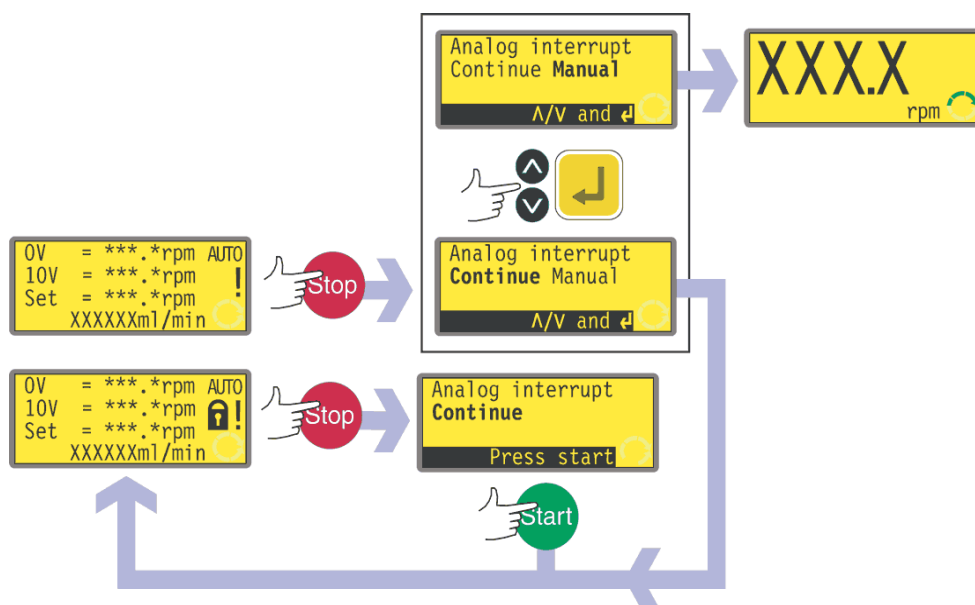 Analog interrupt
Continue Manual
Λ/V and ↵
XXX.X
rpm
0V = ***.*rpm AUTO
10V = ***.*rpm !
Set = ***.*rpm
XXXXXXml/min
Stop
Analog interrupt
Continue Manual
Λ/V and ↵
0V = ***.*rpm AUTO
10V = ***.*rpm !
Set = ***.*rpm
XXXXXXml/min
Stop
Analog interrupt
Continue
Press start
Start